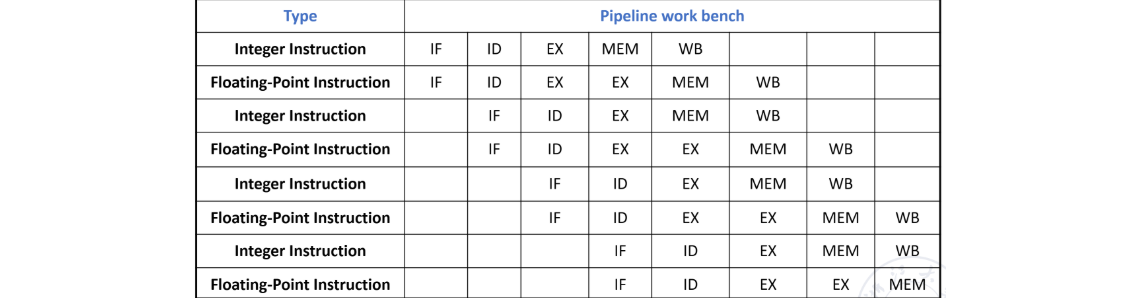 Type Pipeline work bench
Integer Instruction IF ID EX MEM WB
Floating-Point Instruction IF ID EX EX MEM WB
Integer Instruction IF ID EX MEM WB
Floating-Point Instruction IF ID EX EX MEM WB
Integer Instruction IF ID EX MEM WB
Floating-Point Instruction IF ID EX EX MEM WB
Integer Instruction IF ID EX MEM WB
Floating-Point Instruction IF ID EX EX MEM